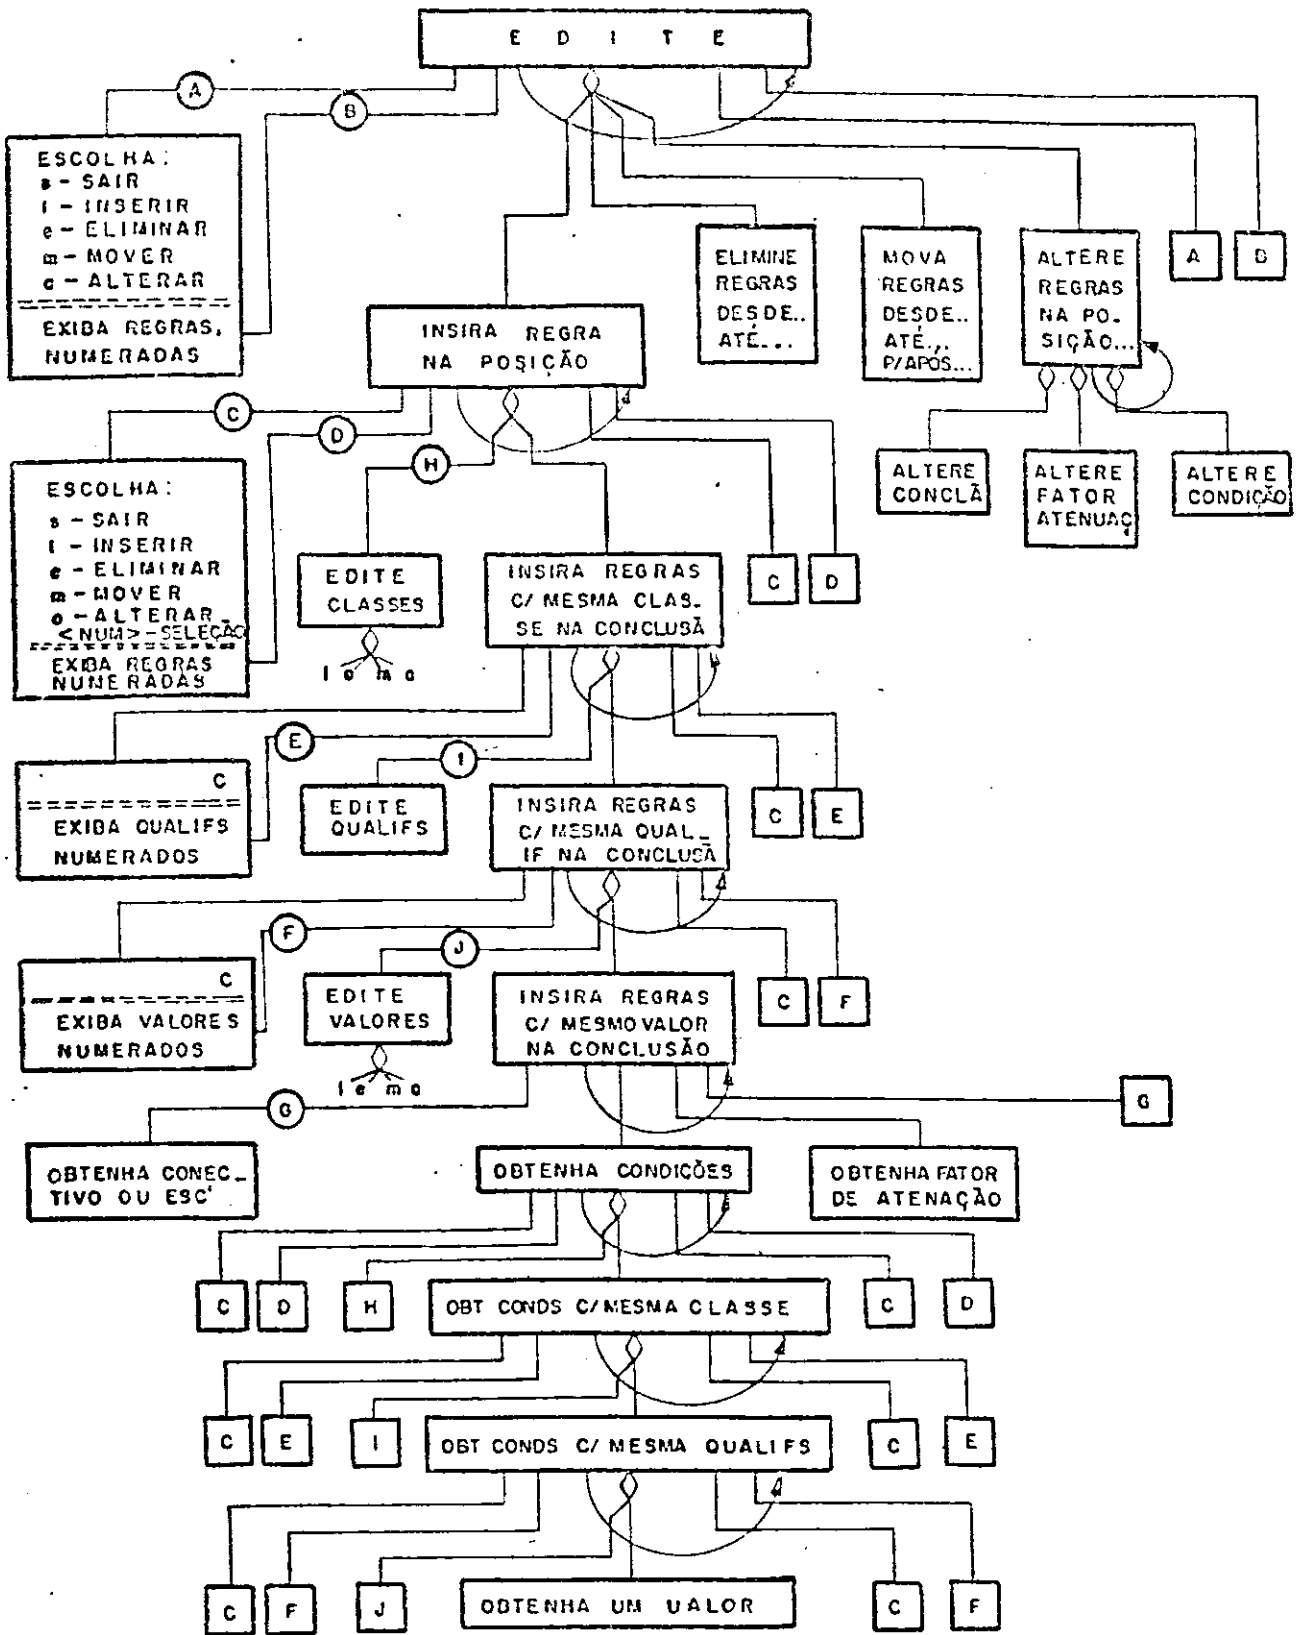 EDITE
A
B
ESCOLHA:
s - SAIR
i - INSERIR
e - ELIMINAR
m - MOVER
a - ALTERAR
EXIBA REGRAS,
NUMERADAS
ELIMINE
REGRAS
DESDE..
ATÉ...
MOVA
REGRAS
DESDE..
ATÉ...
P/APÓS...
ALTERE
REGRAS
NA PO-
SIÇÃO...
A
B
INSIRA REGRA
NA POSIÇÃO
ALTERE
CONCLÃ
ALTERE
FATOR
ATENUAÇ
ALTERE
CONDIÇÃO
C
D
H
ESCOLHA:
s - SAIR
i - INSERIR
e - ELIMINAR
m - MOVER
a - ALTERAR
<NUM> - SELEÇÃO
EXIBA REGRAS
NUMERADAS
EDITE
CLASSES
I e m a
INSIRA REGRAS
C/ MESMA CLAS-
SE NA CONCLUSÃ
C
D
E
I
C
EXIBA QUALIFS
NUMERADOS
EDITE
QUALIFS
INSIRA REGRAS
C/ MESMA QUAL-
IF NA CONCLUSÃ
C
E
F
J
C
EXIBA VALORES
NUMERADOS
EDITE
VALORES
I e m a
INSIRA REGRAS
C/ MESMO VALOR
NA CONCLUSÃO
C
F
G
G
OBTENHA CONEC-
TIVO OU ESC'
OBTENHA CONDIÇÕES
OBTENHA FATOR
DE ATENAÇÃO
C
D
H
OBT CONDS C/MESMA CLASSE
C
D
C
E
I
OBT CONDS C/ MESMA QUALIFS
C
E
C
F
J
OBTENHA UM VALOR
C
F